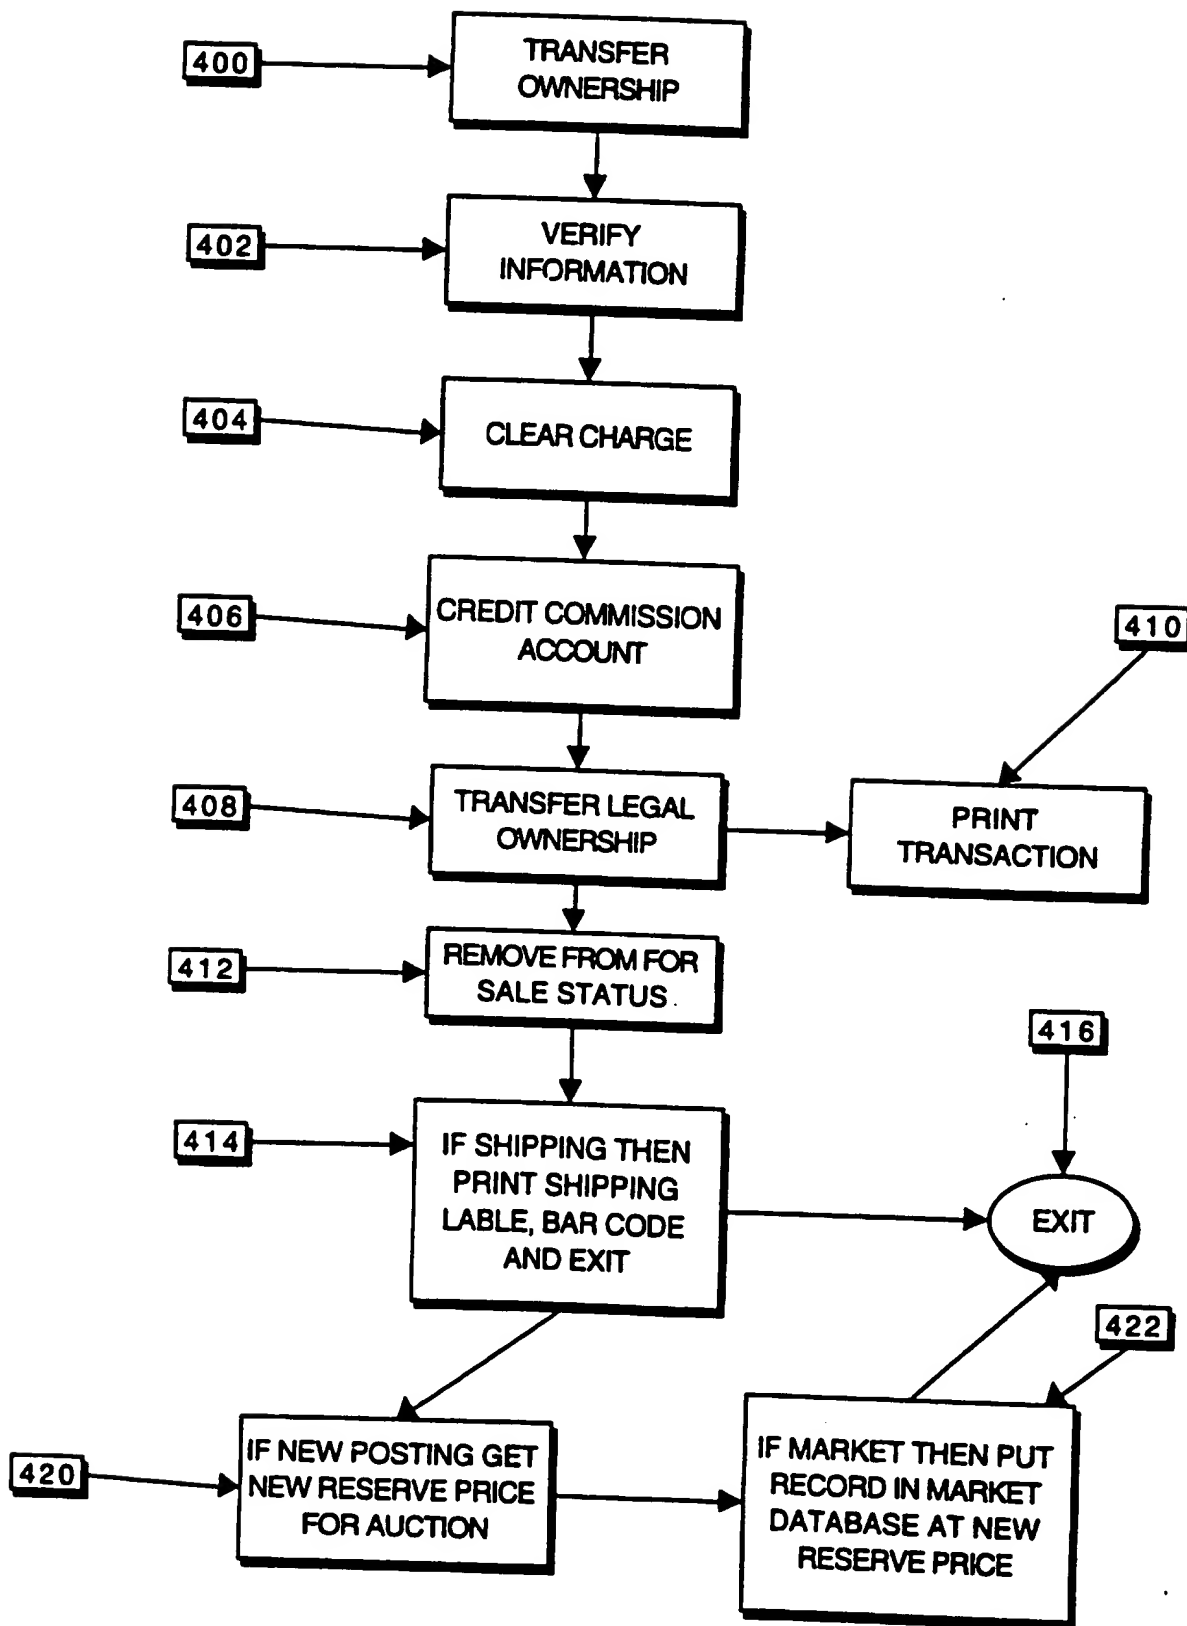 400
TRANSFER
OWNERSHIP
402
VERIFY
INFORMATION
404
CLEAR CHARGE
406
CREDIT COMMISSION
ACCOUNT
410
408
TRANSFER LEGAL
OWNERSHIP
PRINT
TRANSACTION
412
REMOVE FROM FOR
SALE STATUS
416
414
IF SHIPPING THEN
PRINT SHIPPING
LABLE, BAR CODE
AND EXIT
EXIT
422
420
IF NEW POSTING GET
NEW RESERVE PRICE
FOR AUCTION
IF MARKET THEN PUT
RECORD IN MARKET
DATABASE AT NEW
RESERVE PRICE